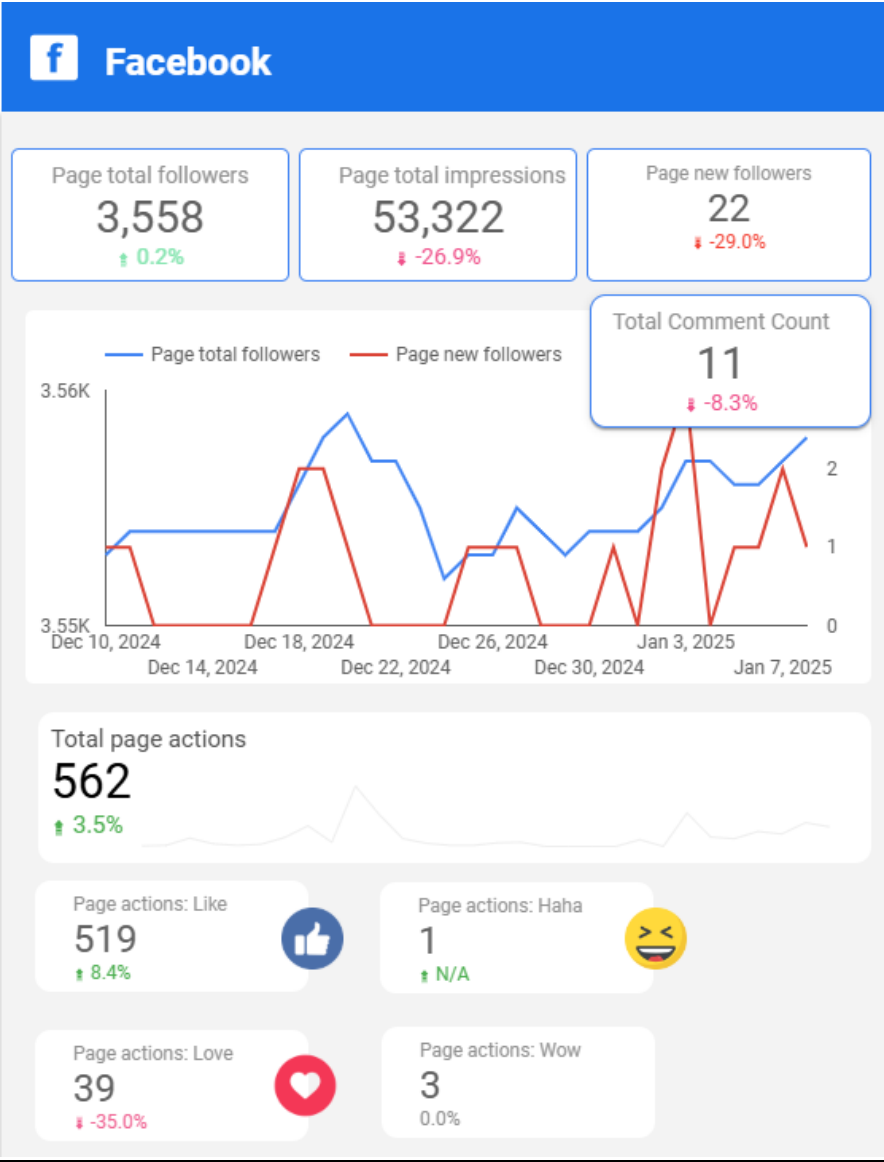 f Facebook
Page total followers
3,558
0.2%
Page total impressions
53,322
-26.9%
Page new followers
22
-29.0%
Total Comment Count
11
-8.3%
Page total followers Page new followers
3.56K
3.55K
2
1
0
Dec 10, 2024 Dec 18, 2024 Dec 26, 2024 Jan 3, 2025
Dec 14, 2024 Dec 22, 2024 Dec 30, 2024 Jan 7, 2025
Total page actions
562
3.5%
Page actions: Like
519
8.4%
Page actions: Haha
1
N/A
Page actions: Love
39
-35.0%
Page actions: Wow
3
0.0%